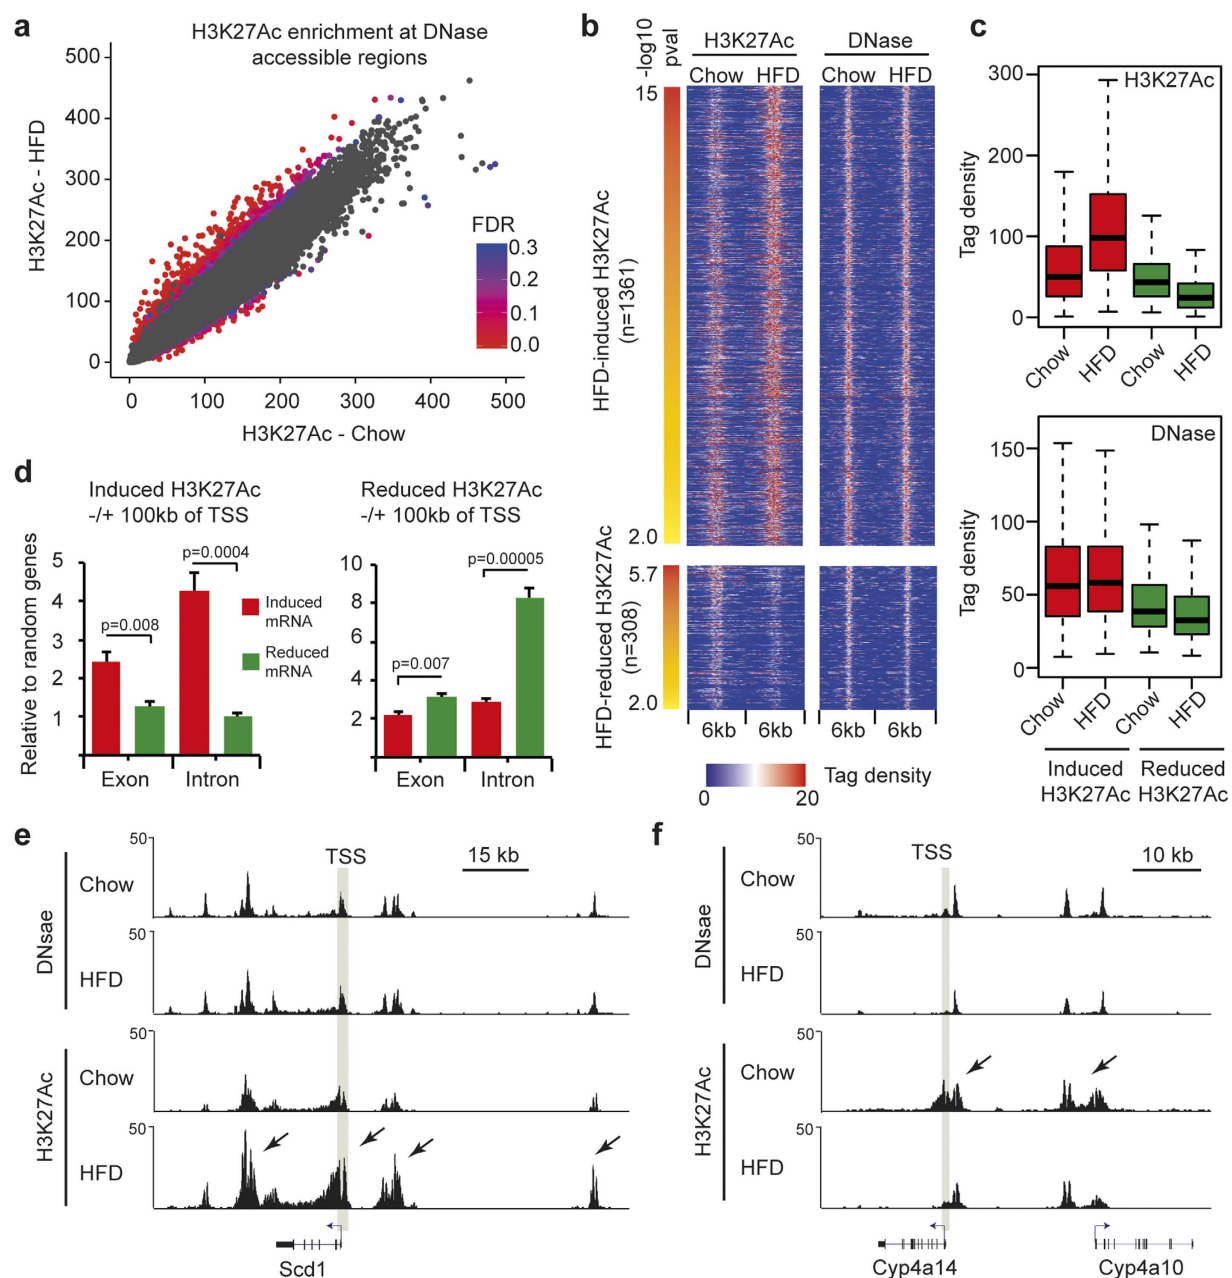 a
H3K27Ac enrichment at DNase
accessible regions
H3K27Ac - HFD
500
400
300
200
100
0
0 100 200 300 400 500
H3K27Ac - Chow
FDR
0.3
0.2
0.1
0.0
b
-log10
pval
H3K27Ac DNase
Chow HFD Chow HFD
15
HFD-induced H3K27Ac
(n=1361)
2.0
5.7
HFD-reduced H3K27Ac
(n=308)
2.0
6kb 6kb 6kb 6kb
0 20
Tag density
c
H3K27Ac
Tag density
300
200
100
0
Chow HFD Chow HFD
DNase
Tag density
150
100
50
0
Chow HFD Chow HFD
Induced Reduced
H3K27Ac H3K27Ac
d
Induced H3K27Ac
-/+ 100kb of TSS
Relative to random genes
5
4
3
2
1
p=0.008
p=0.0004
Exon Intron
Induced
mRNA
Reduced
mRNA
Reduced H3K27Ac
-/+ 100kb of TSS
10
8
6
4
2
p=0.007
p=0.00005
Exon Intron
e
TSS
15 kb
DNsae
Chow
50
HFD
50
H3K27Ac
Chow
50
HFD
50
Scd1
f
TSS
10 kb
DNsae
Chow
50
HFD
50
H3K27Ac
Chow
50
HFD
50
Cyp4a14 Cyp4a10